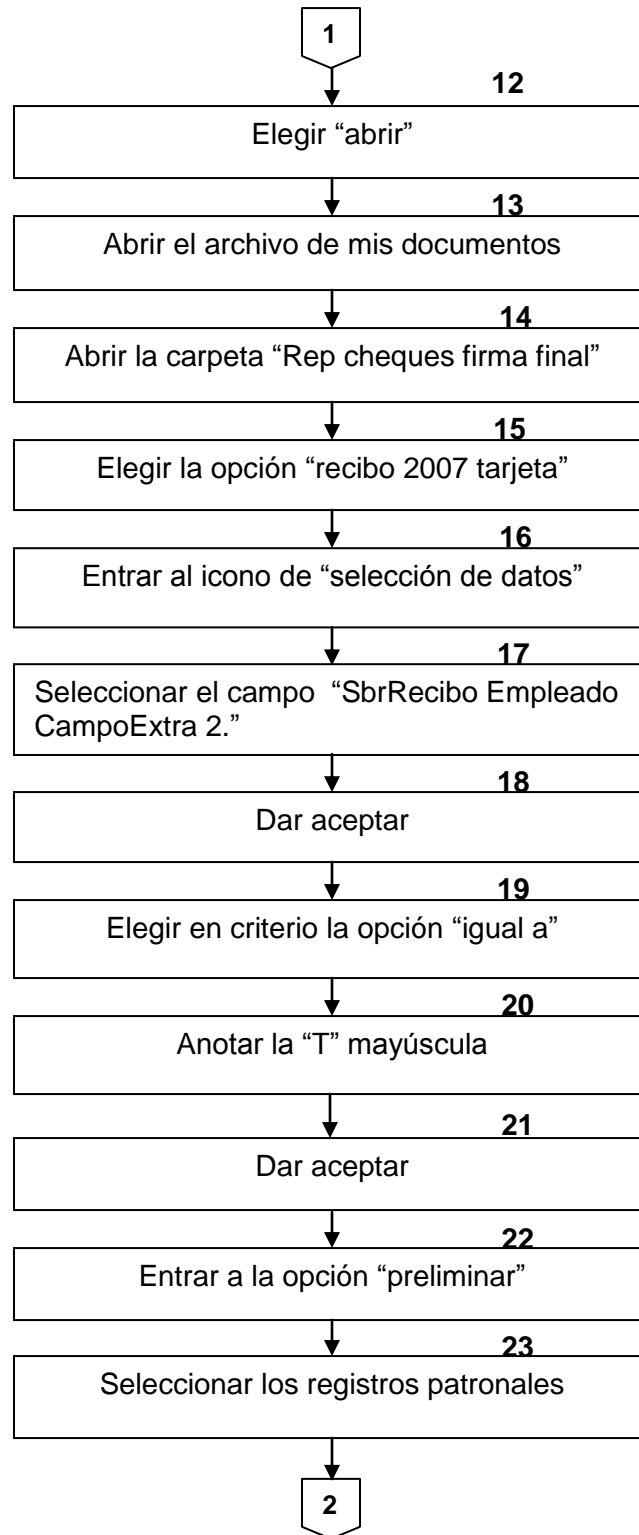 1
12
Elegir “abrir”
13
Abrir el archivo de mis documentos
14
Abrir la carpeta “Rep cheques firma final”
15
Elegir la opción “recibo 2007 tarjeta”
16
Entrar al icono de “selección de datos”
17
Seleccionar el campo “SbrRecibo Empleado
CampoExtra 2.”
18
Dar aceptar
19
Elegir en criterio la opción “igual a”
20
Anotar la “T” mayúscula
21
Dar aceptar
22
Entrar a la opción “preliminar”
23
Seleccionar los registros patronales
2